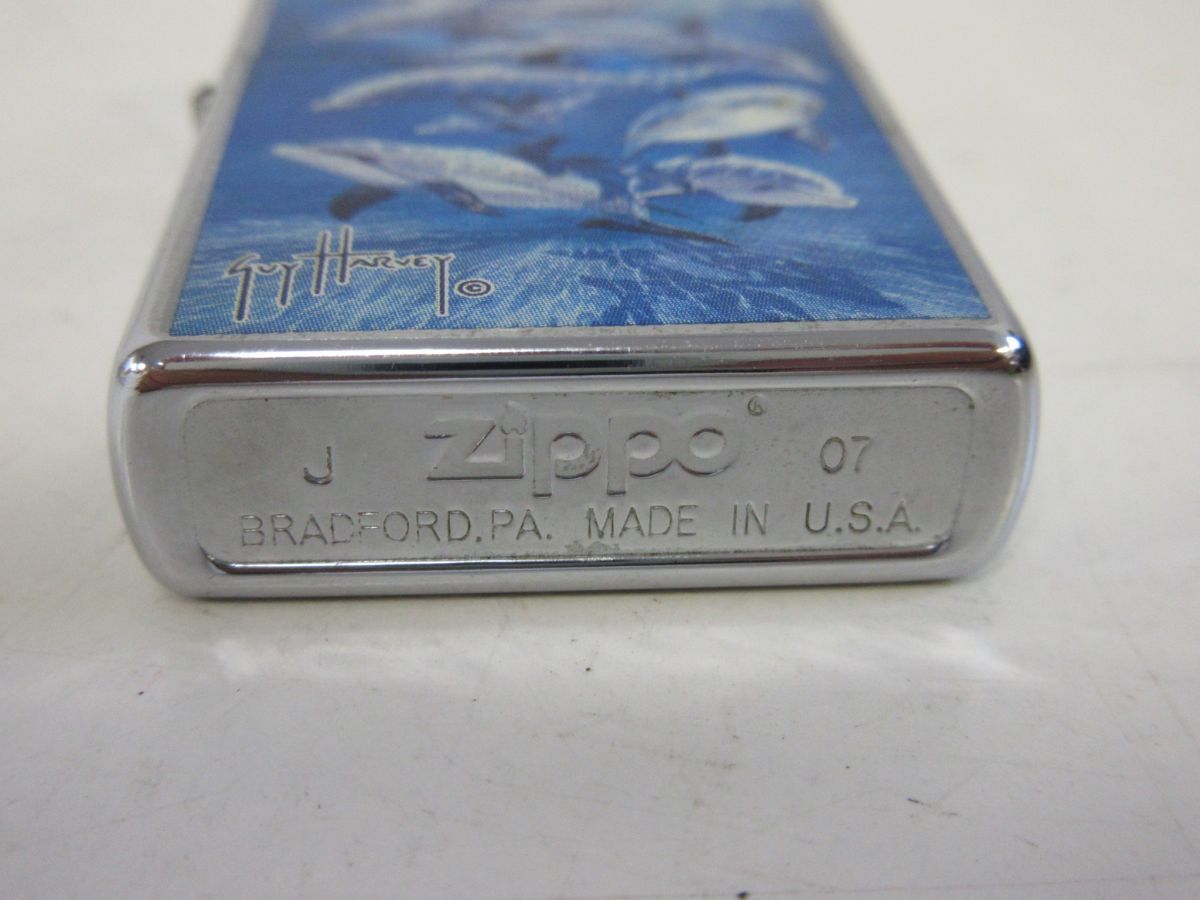 GUY HARVEY ©
J Zippo ® 07
BRADFORD, PA. MADE IN U.S.A.